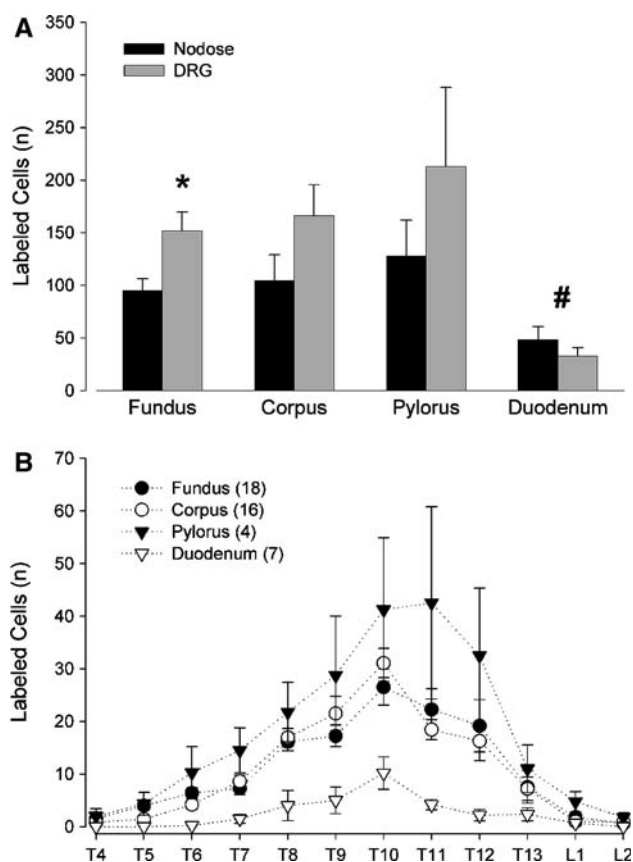 A
350
300
250
200
150
100
50
0
Labeled Cells (n)
Nodose
DRG
*
#
Fundus Corpus Pylorus Duodenum
B
70
60
50
40
30
20
10
0
Labeled Cells (n)
Fundus (18)
Corpus (16)
Pylorus (4)
Duodenum (7)
T4 T5 T6 T7 T8 T9 T10 T11 T12 T13 L1 L2